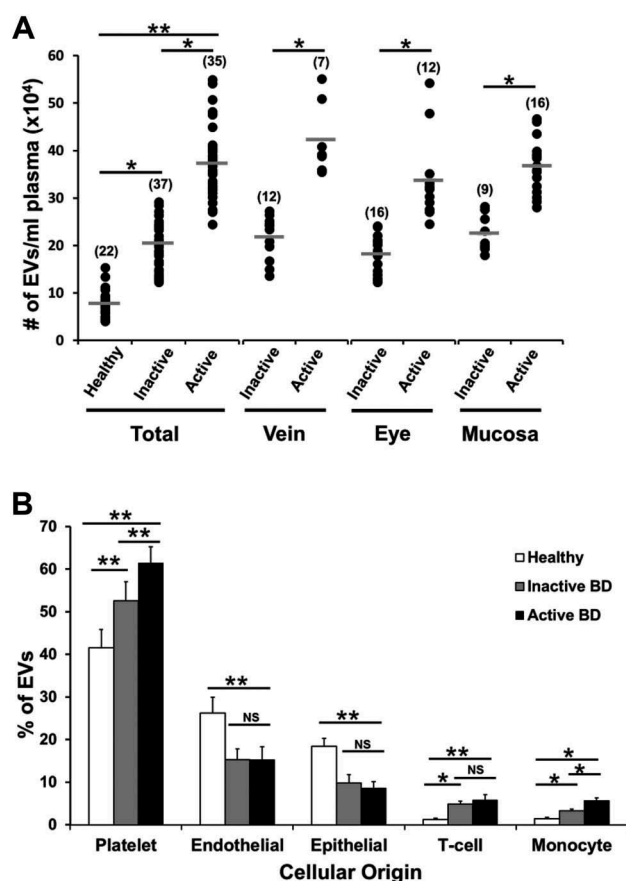 A
# of EVs/ml plasma (x10⁴)
60
50
40
30
20
10
0
**
*
*
*
*
*
(22)
(37)
(35)
(12)
(7)
(16)
(12)
(9)
(16)
Healthy
Inactive
Active
Inactive
Active
Inactive
Active
Inactive
Active
Total
Vein
Eye
Mucosa
B
% of EVs
70
60
50
40
30
20
10
0
**
**
**
**
NS
**
NS
**
*
NS
*
*
*
Healthy
Inactive BD
Active BD
Platelet
Endothelial
Epithelial
T-cell
Monocyte
Cellular Origin